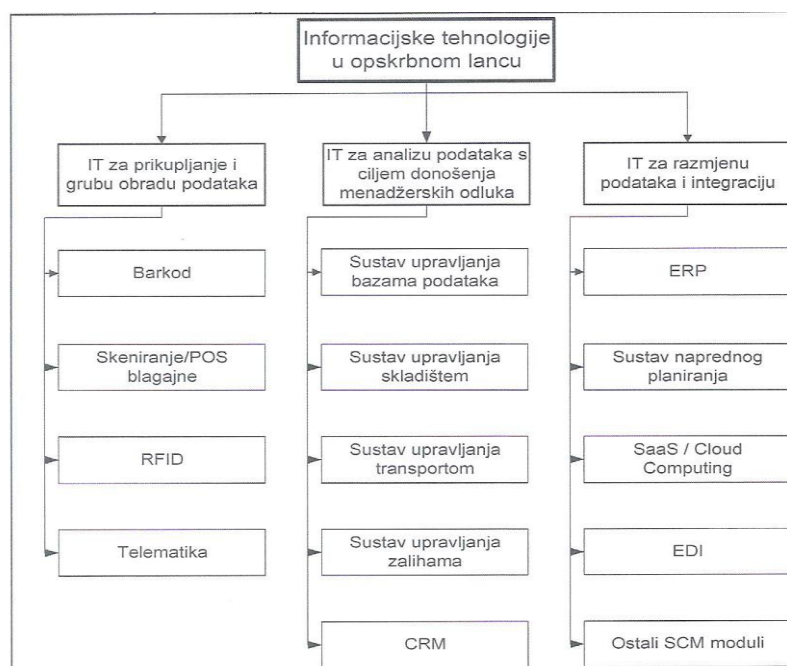 Informacijske tehnologije
u opskrbnom lancu
IT za prikupljanje i
grubu obradu podataka
Barkod
Skeniranje/POS
blagajne
RFID
Telematika
IT za analizu podataka s
ciljem donošenja
menadžerskih odluka
Sustav upravljanja
bazama podataka
Sustav upravljanja
skladištem
Sustav upravljanja
transportom
Sustav upravljanja
zalihama
CRM
IT za razmjenu
podataka i integraciju
ERP
Sustav naprednog
planiranja
SaaS / Cloud
Computing
EDI
Ostali SCM moduli